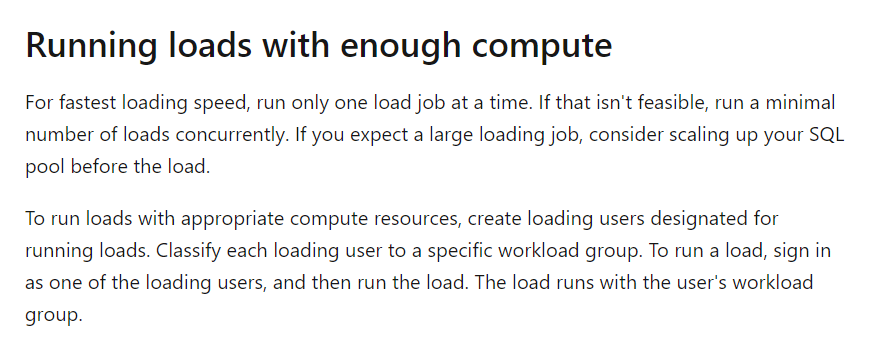 Running loads with enough compute
For fastest loading speed, run only one load job at a time. If that isn't feasible, run a minimal
number of loads concurrently. If you expect a large loading job, consider scaling up your SQL
pool before the load.
To run loads with appropriate compute resources, create loading users designated for
running loads. Classify each loading user to a specific workload group. To run a load, sign in
as one of the loading users, and then run the load. The load runs with the user's workload
group.